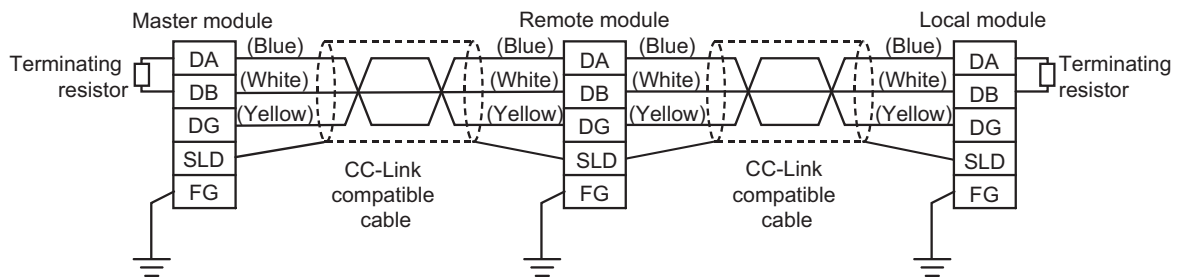 Master module
Remote module
Local module
Terminating
resistor
DA
DB
DG
SLD
FG
(Blue)
(White)
(Yellow)
CC-Link
compatible
cable
(Blue)
(White)
(Yellow)
DA
DB
DG
SLD
FG
(Blue)
(White)
(Yellow)
CC-Link
compatible
cable
(Blue)
(White)
(Yellow)
DA
DB
DG
SLD
FG
Terminating
resistor